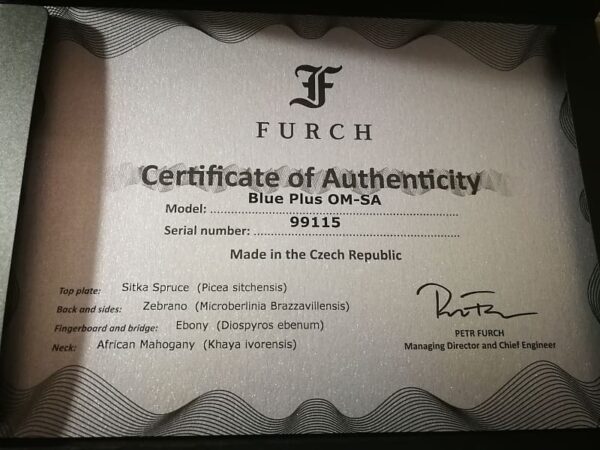 F
FURCH
Certificate of Authenticity
Blue Plus OM-SA
Model: ..................................................
99115
Serial number: ..........................................
Made in the Czech Republic
Top plate: Sitka Spruce (Picea sitchensis)
Back and sides: Zebrano (Microberlinia Brazzavillensis)
Fingerboard and bridge: Ebony (Diospyros ebenum)
Neck: African Mahogany (Khaya ivorensis)
PETR FURCH
Managing Director and Chief Engineer